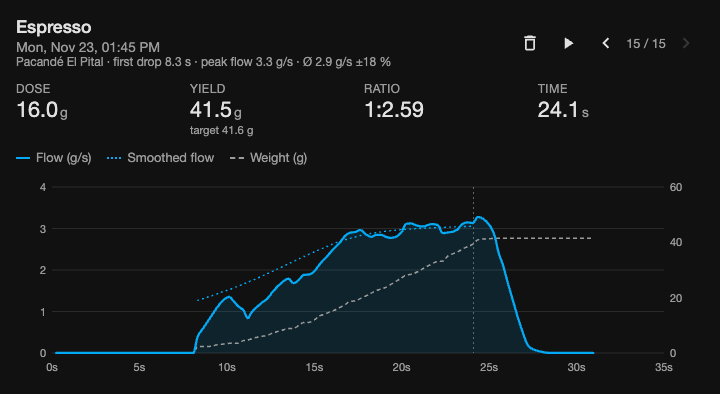 Espresso
Mon, Nov 23, 01:45 PM
Pacandé El Pital · first drop 8.3 s · peak flow 3.3 g/s · Ø 2.9 g/s ±18 %
15 / 15
DOSE YIELD RATIO TIME
16.0g 41.5g 1:2.59 24.1s
target 41.6 g
Flow (g/s) Smoothed flow Weight (g)
4 60
3 40
2
1 20
0 0
0s 5s 10s 15s 20s 25s 30s 35s